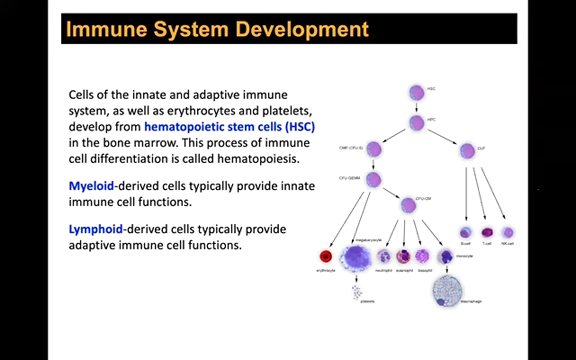 Immune System Development
Cells of the innate and adaptive immune
system, as well as erythrocytes and platelets,
develop from hematopoietic stem cells (HSC)
in the bone marrow. This process of immune
cell differentiation is called hematopoiesis.
Myeloid-derived cells typically provide innate
immune cell functions.
Lymphoid-derived cells typically provide
adaptive immune cell functions.
HSC
HPC
CMP (CFU-S)
CLP
CFU-GEMM
CFU-GM
B-cell
T-cell
NK-cell
megakaryocyte
erythrocyte
neutrophil
eosinophil
basophil
monocyte
platelets
macrophage